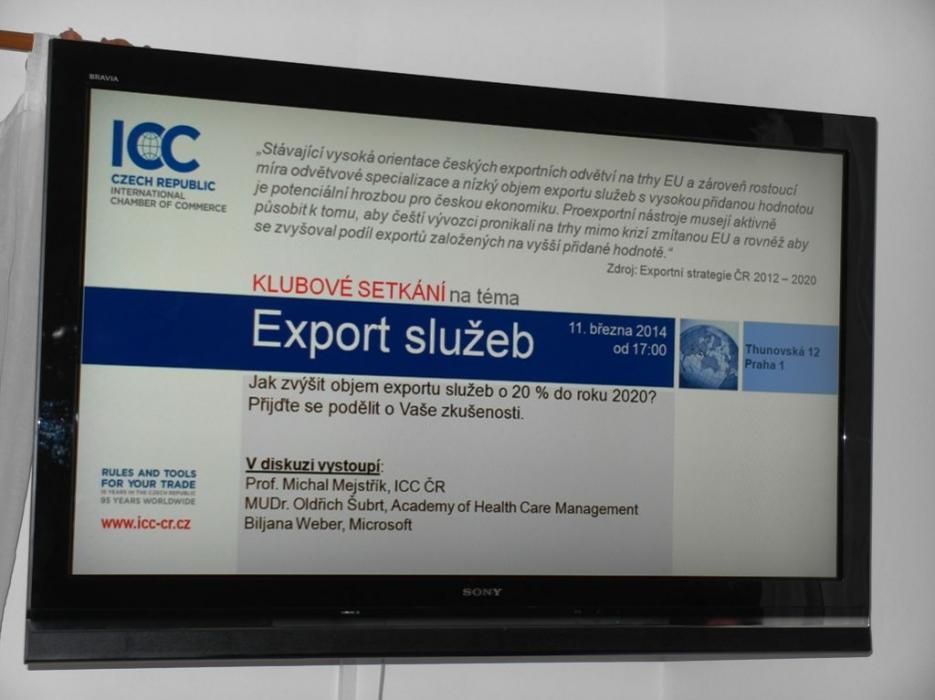 BRAVIA
ICC
CZECH REPUBLIC
INTERNATIONAL
CHAMBER OF COMMERCE
„Stávající vysoká orientace českých exportních odvětví na trhy EU a zároveň rostoucí
míra odvětvové specializace a nízký objem exportu služeb s vysokou přidanou hodnotou
je potenciální hrozbou pro českou ekonomiku. Proexportní nástroje musejí aktivně
působit k tomu, aby čeští vývozci pronikali na trhy mimo krizí zmítanou EU a rovněž aby
se zvyšoval podíl exportů založených na vyšší přidané hodnotě.“
Zdroj: Exportní strategie ČR 2012 – 2020
KLUBOVÉ SETKÁNÍ na téma
Export služeb
11. března 2014
od 17:00
Thunovská 12
Praha 1
Jak zvýšit objem exportu služeb o 20 % do roku 2020?
Přijďte se podělit o Vaše zkušenosti.
V diskuzi vystoupí:
Prof. Michal Mejstřík, ICC ČR
MUDr. Oldřich Šubrt, Academy of Health Care Management
Biljana Weber, Microsoft
RULES AND TOOLS
FOR YOUR TRADE
15 YEARS IN THE CZECH REPUBLIC
95 YEARS WORLDWIDE
www.icc-cr.cz
SONY